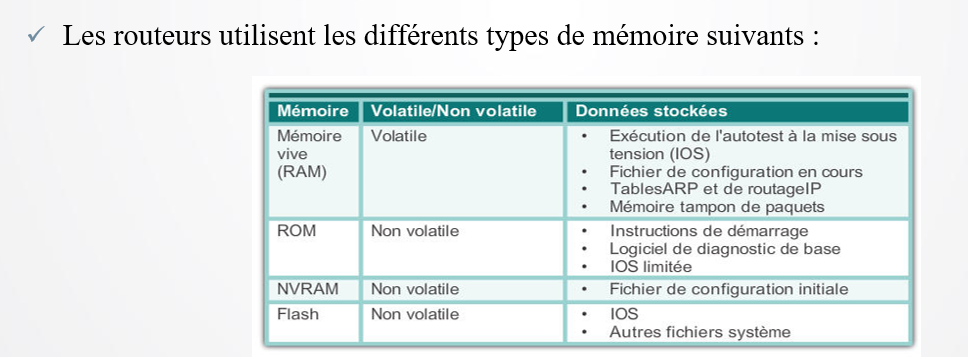 ✓ Les routeurs utilisent les différents types de mémoire suivants :
Mémoire Volatile/Non volatile Données stockées
Mémoire vive (RAM) Volatile
• Exécution de l'autotest à la mise sous
tension (IOS)
• Fichier de configuration en cours
• TablesARP et de routageIP
• Mémoire tampon de paquets
ROM Non volatile
• Instructions de démarrage
• Logiciel de diagnostic de base
• IOS limitée
NVRAM Non volatile • Fichier de configuration initiale
Flash Non volatile
• IOS
• Autres fichiers système